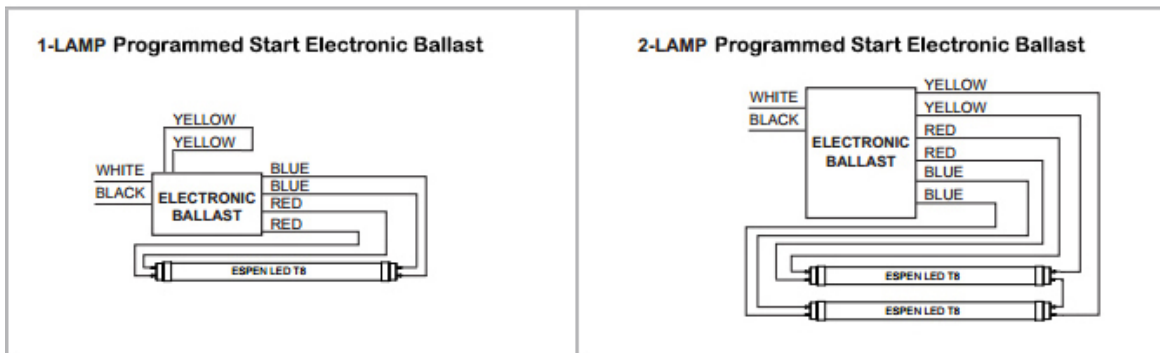 1-LAMP Programmed Start Electronic Ballast
YELLOW
YELLOW
WHITE
BLACK
ELECTRONIC
BALLAST
BLUE
BLUE
RED
RED
ESPEN LED T8
2-LAMP Programmed Start Electronic Ballast
WHITE
BLACK
ELECTRONIC
BALLAST
YELLOW
YELLOW
RED
RED
BLUE
BLUE
ESPEN LED T8
ESPEN LED T8